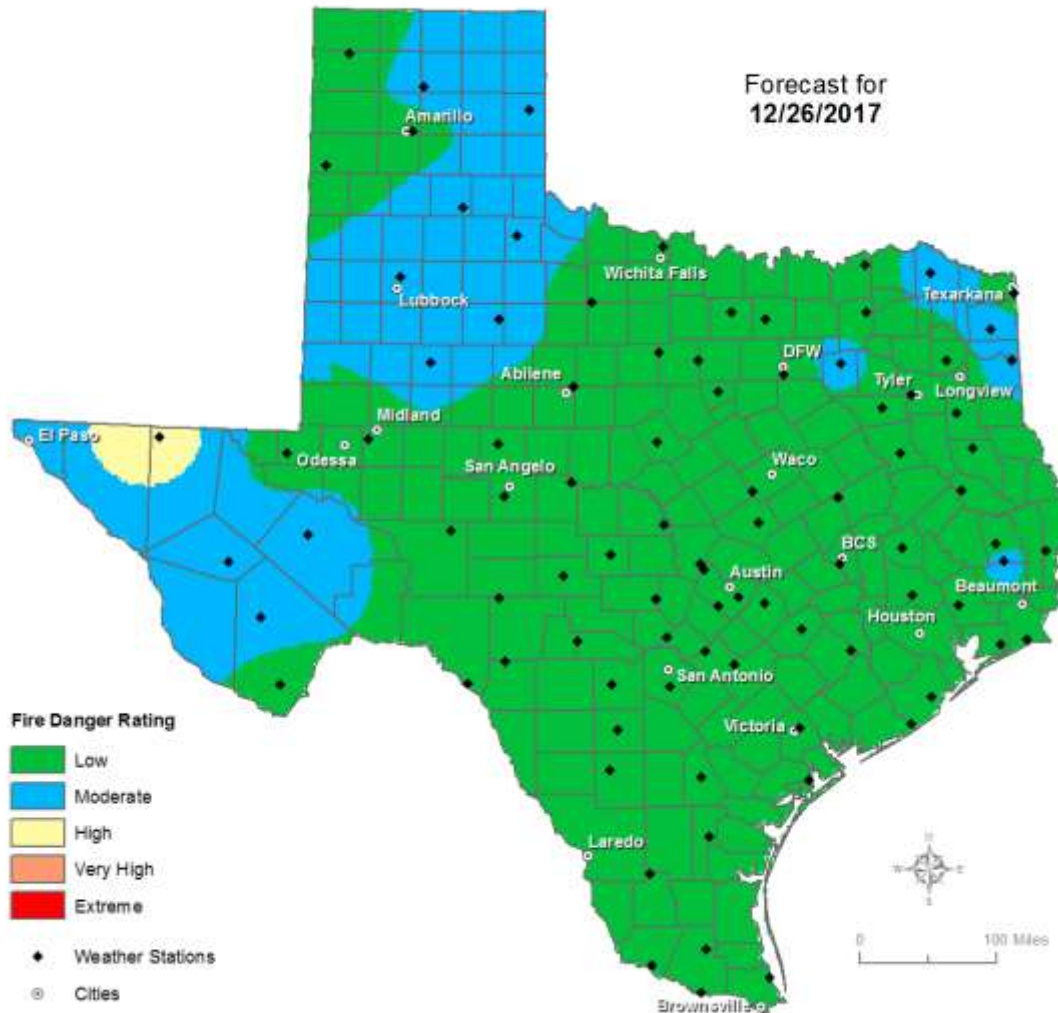 Forecast for
12/26/2017
Amarillo
Wichita Falls
Lubbock
Texarkana
DFW
Abilene
Tyler
Longview
Midland
El Paso
Odessa
San Angelo
Waco
BCS
Austin
Beaumont
Houston
San Antonio
Victoria
Laredo
Brownsville
Fire Danger Rating
Low
Moderate
High
Very High
Extreme
Weather Stations
Cities
N
W E
S
0 100 Miles